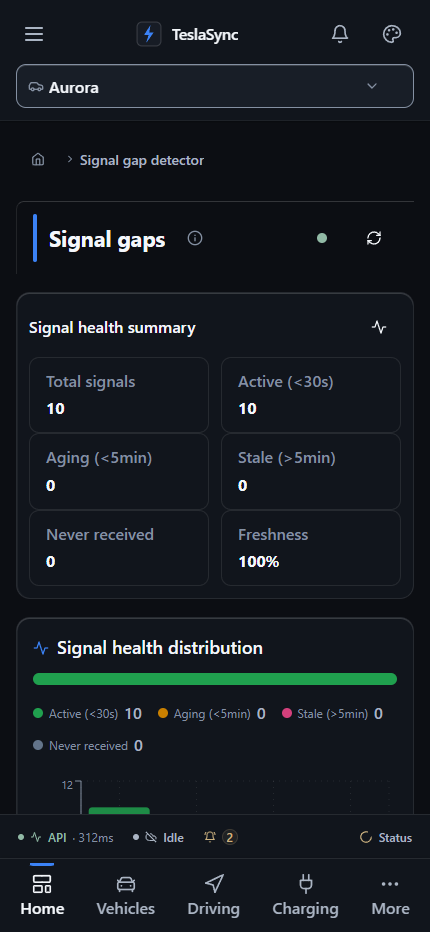 TeslaSync
Aurora
Signal gap detector
Signal gaps
Signal health summary
Total signals
10
Active (<30s)
10
Aging (<5min)
0
Stale (>5min)
0
Never received
0
Freshness
100%
Signal health distribution
Active (<30s) 10 Aging (<5min) 0 Stale (>5min) 0
Never received 0
12
API · 312ms Idle 2 Status
Home Vehicles Driving Charging More